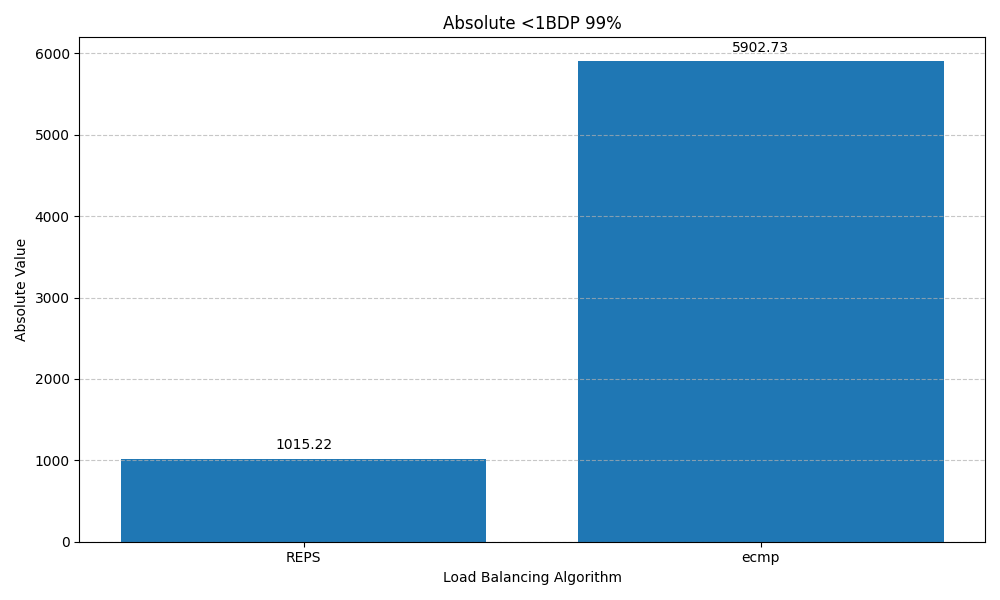 Absolute <1BDP 99%
5902.73
1015.22
6000
5000
4000
3000
2000
1000
0
Absolute Value
REPS
ecmp
Load Balancing Algorithm